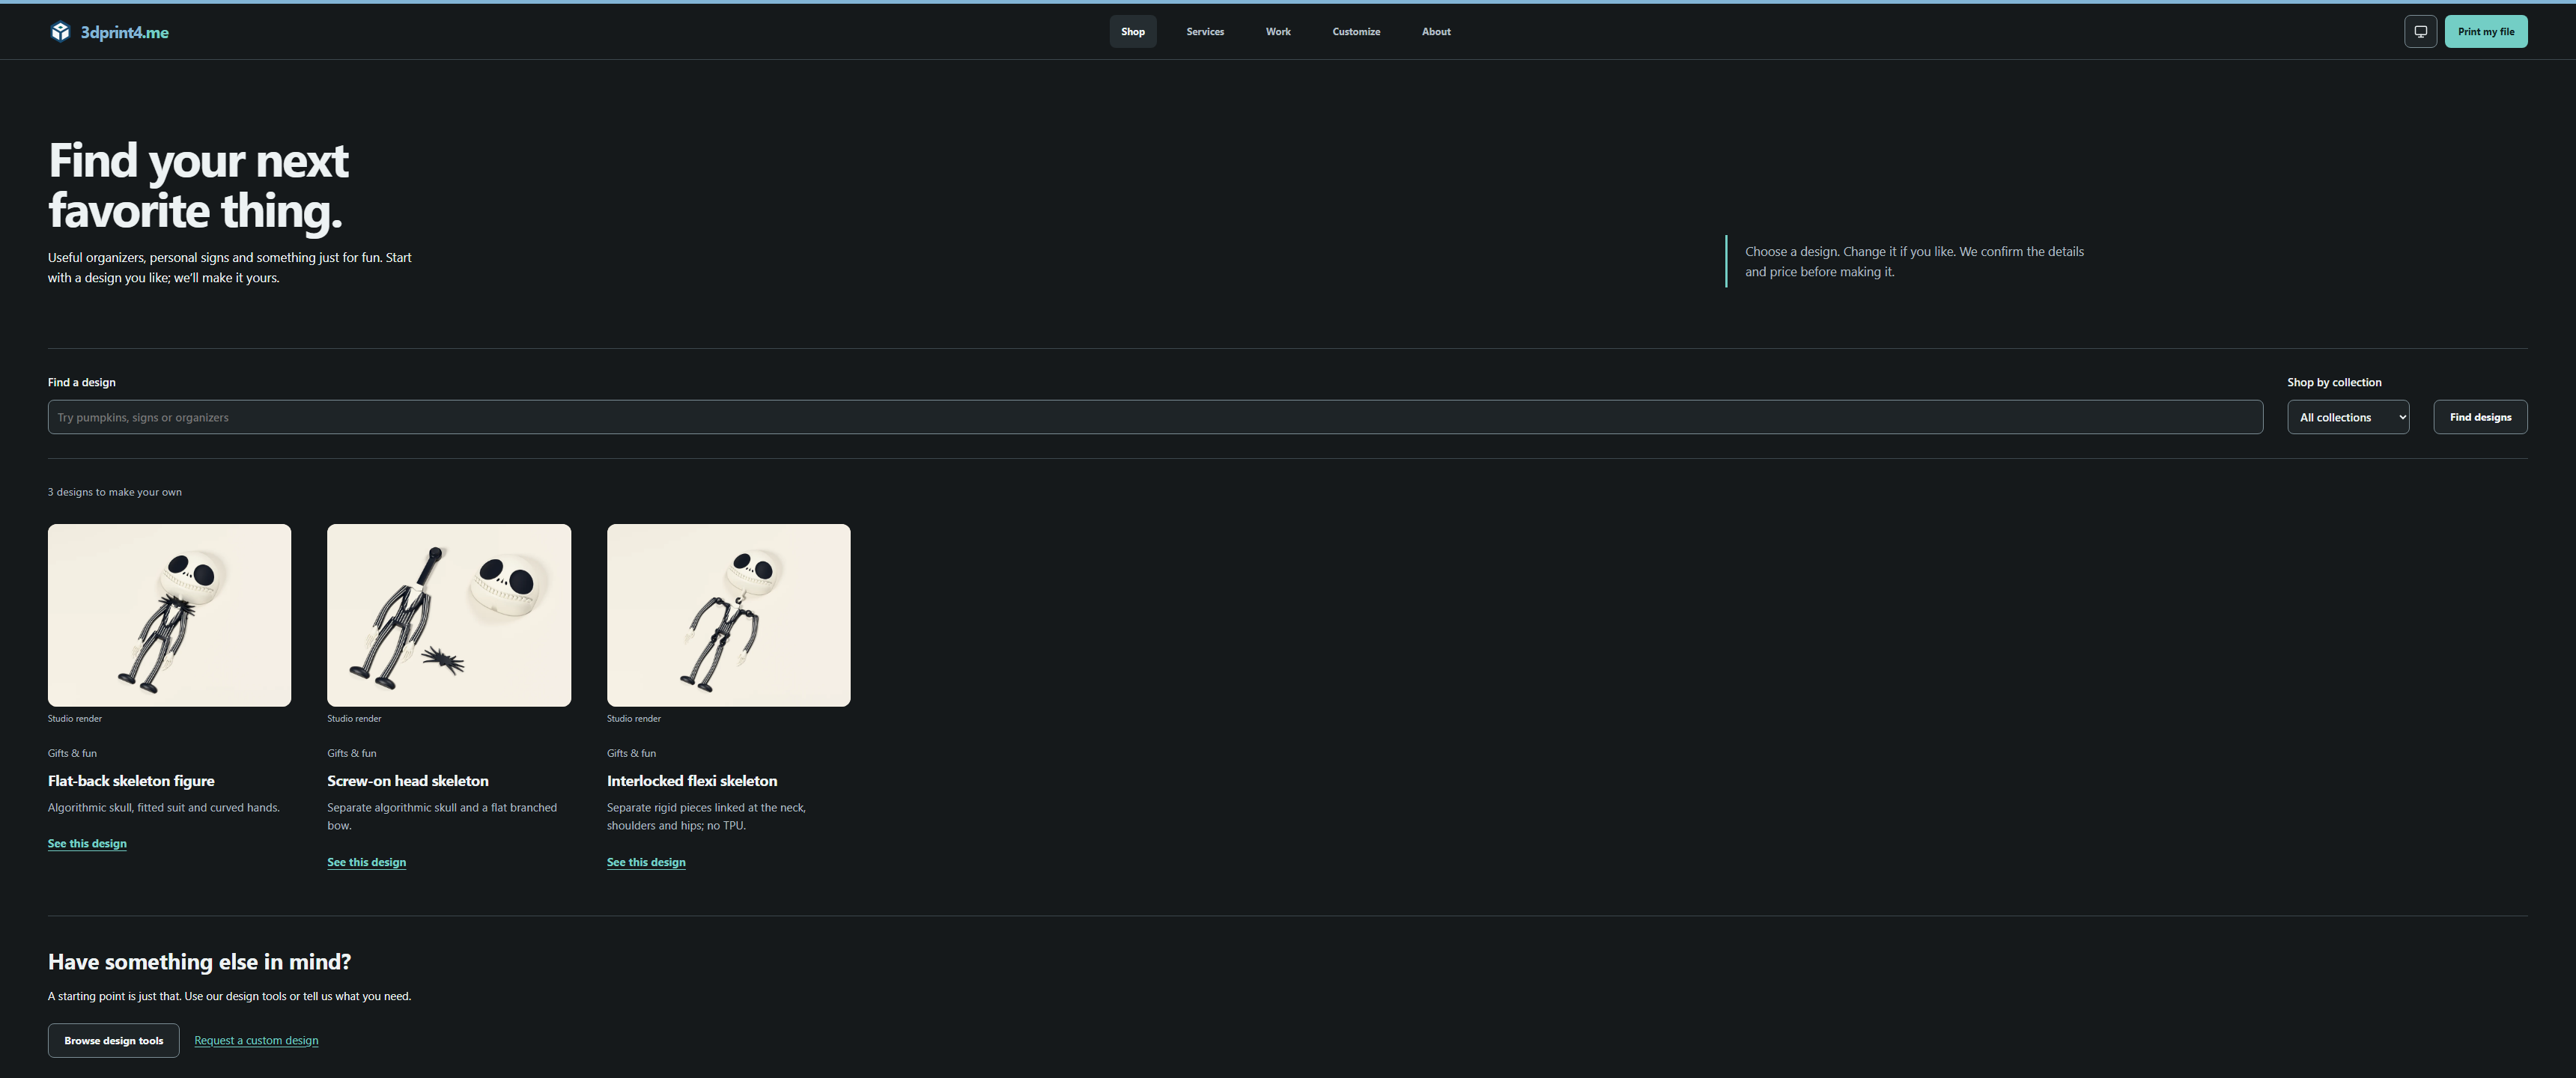 3dprint4.me
Shop
Services
Work
Customize
About
Print my file
Find your next
favorite thing.
Useful organizers, personal signs and something just for fun. Start
with a design you like; we'll make it yours.
Choose a design. Change it if you like. We confirm the details
and price before making it.
Find a design
Try pumpkins, signs or organizers
Shop by collection
All collections
Find designs
3 designs to make your own
Studio render
Gifts & fun
Flat-back skeleton figure
Algorithmic skull, fitted suit and curved hands.
See this design
Studio render
Gifts & fun
Screw-on head skeleton
Separate algorithmic skull and a flat branched
bow.
See this design
Studio render
Gifts & fun
Interlocked flexi skeleton
Separate rigid pieces linked at the neck,
shoulders and hips; no TPU.
See this design
Have something else in mind?
A starting point is just that. Use our design tools or tell us what you need.
Browse design tools
Request a custom design